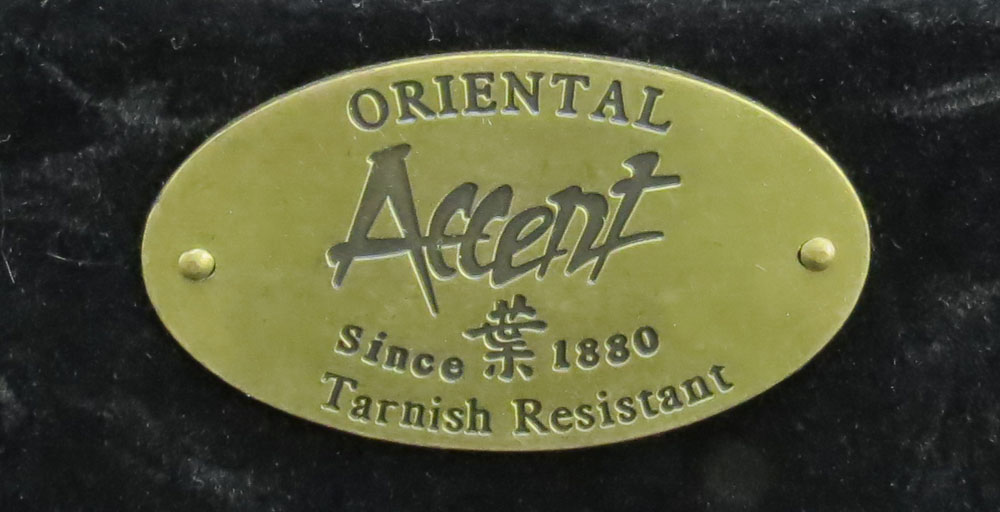 ORIENTAL
Accent
Since 葉 1880
Tarnish Resistant